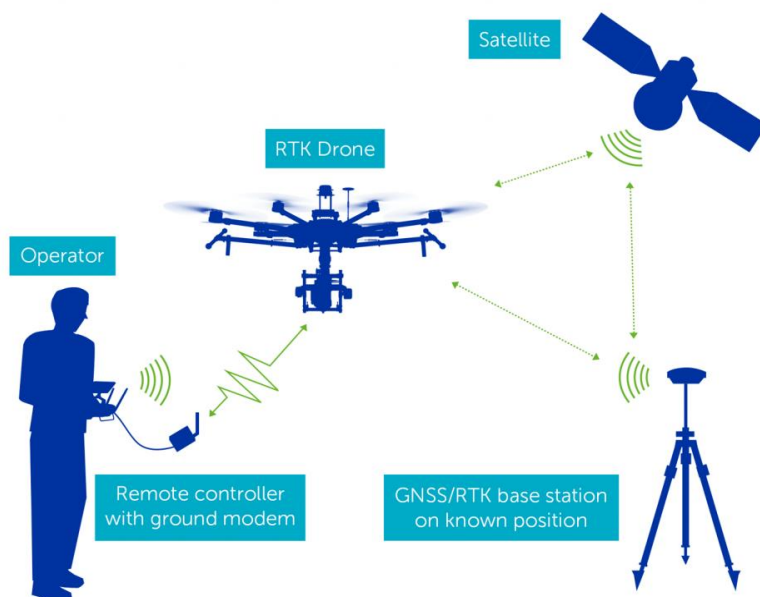 Satellite
RTK Drone
Operator
Remote controller
with ground modem
GNSS/RTK base station
on known position